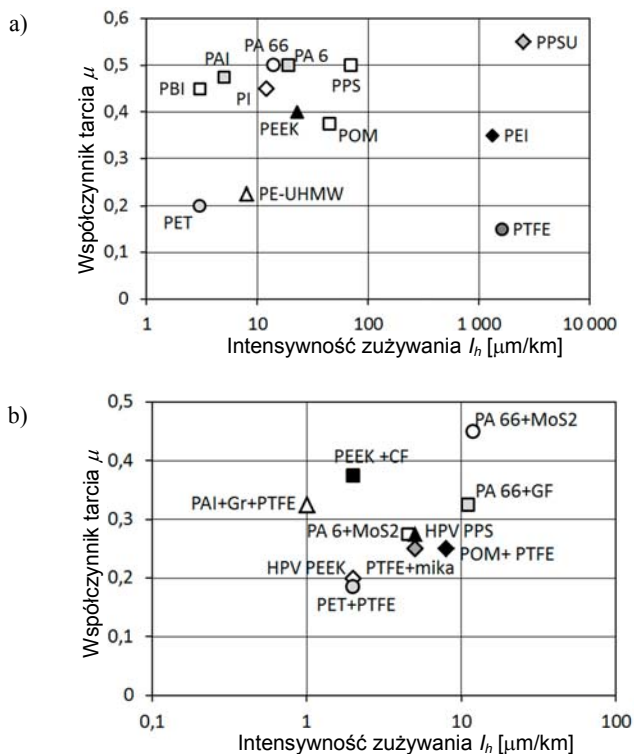 a)
Współczynnik tarcia μ
0,6
0,5
0,4
0,3
0,2
0,1
0
PA 66
PPSU
PAI
PA 6
PBI
PI
PPS
PEEK
POM
PEI
PE-UHMW
PET
PTFE
1 10 100 1 000 10 000
Intensywność zużywania Ih [μm/km]
b)
Współczynnik tarcia μ
0,5
0,4
0,3
0,2
0,1
0
PA 66+MoS2
PEEK +CF
PAI+Gr+PTFE
PA 66+GF
PA 6+MoS2 HPV PPS
POM+ PTFE
HPV PEEK PTFE+mika
PET+PTFE
0,1 1 10 100
Intensywność zużywania Ih [μm/km]